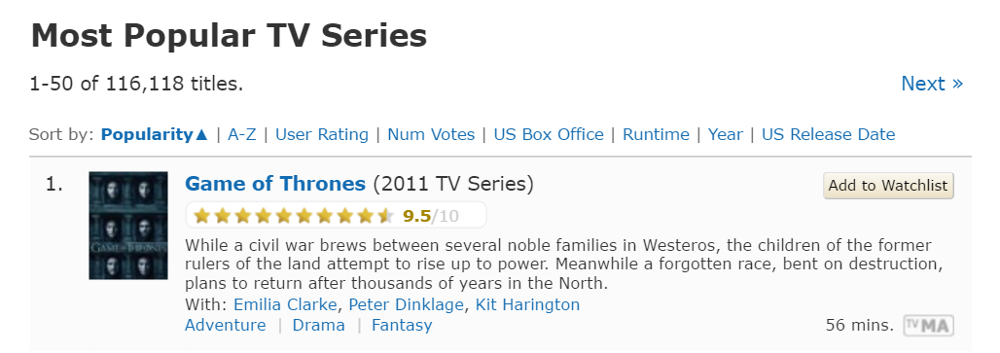 Most Popular TV Series
1-50 of 116,118 titles.
Next »
Sort by: Popularity▲ | A-Z | User Rating | Num Votes | US Box Office | Runtime | Year | US Release Date
1.
GAME OF THRONES
Game of Thrones (2011 TV Series)
Add to Watchlist
9.5/10
While a civil war brews between several noble families in Westeros, the children of the former
rulers of the land attempt to rise up to power. Meanwhile a forgotten race, bent on destruction,
plans to return after thousands of years in the North.
With: Emilia Clarke, Peter Dinklage, Kit Harington
Adventure | Drama | Fantasy
56 mins. TV MA